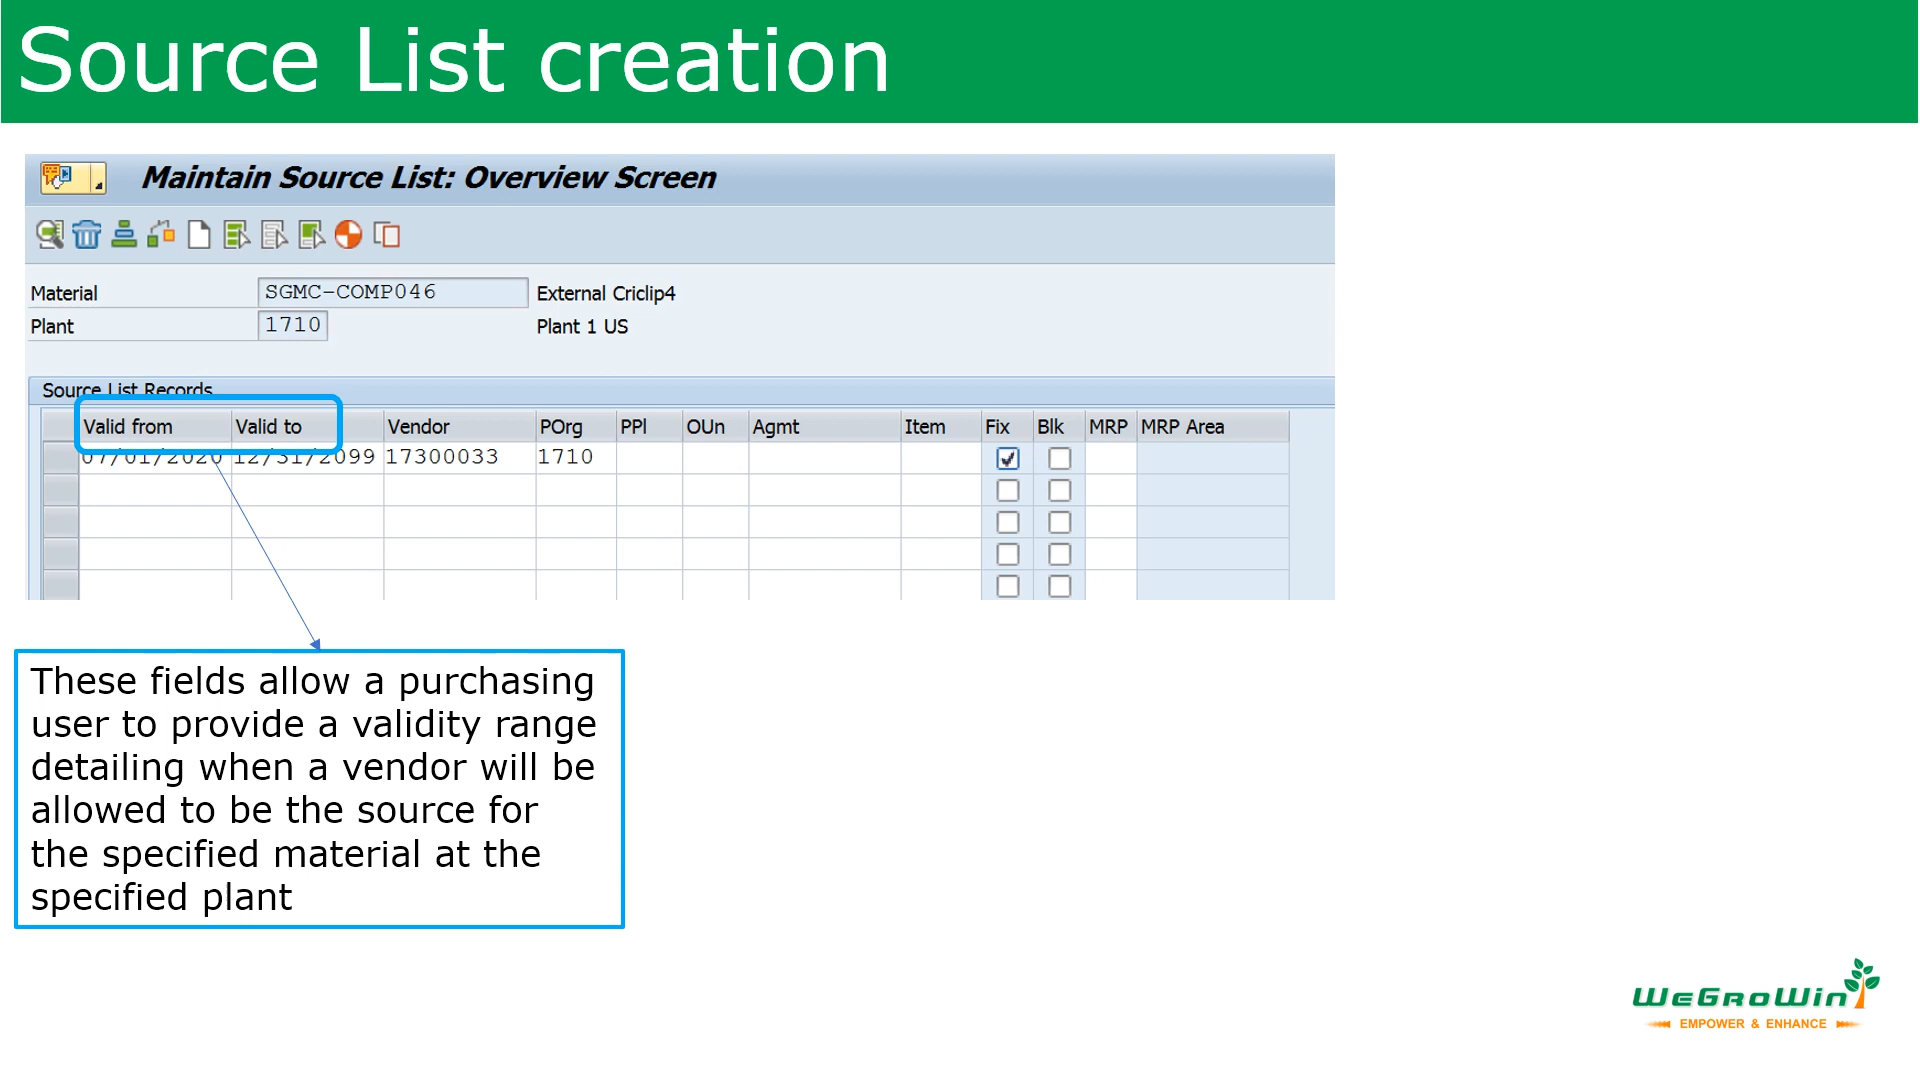 Source List creation
Maintain Source List: Overview Screen
Material SGMC-COMP046 External Criclip4
Plant 1710 Plant 1 US
Source List Records
Valid from Valid to Vendor POrg PPl OUn Agmt Item Fix Blk MRP MRP Area
07/01/2020 12/31/2099 17300033 1710
These fields allow a purchasing
user to provide a validity range
detailing when a vendor will be
allowed to be the source for
the specified material at the
specified plant
WeGroWin
EMPOWER & ENHANCE